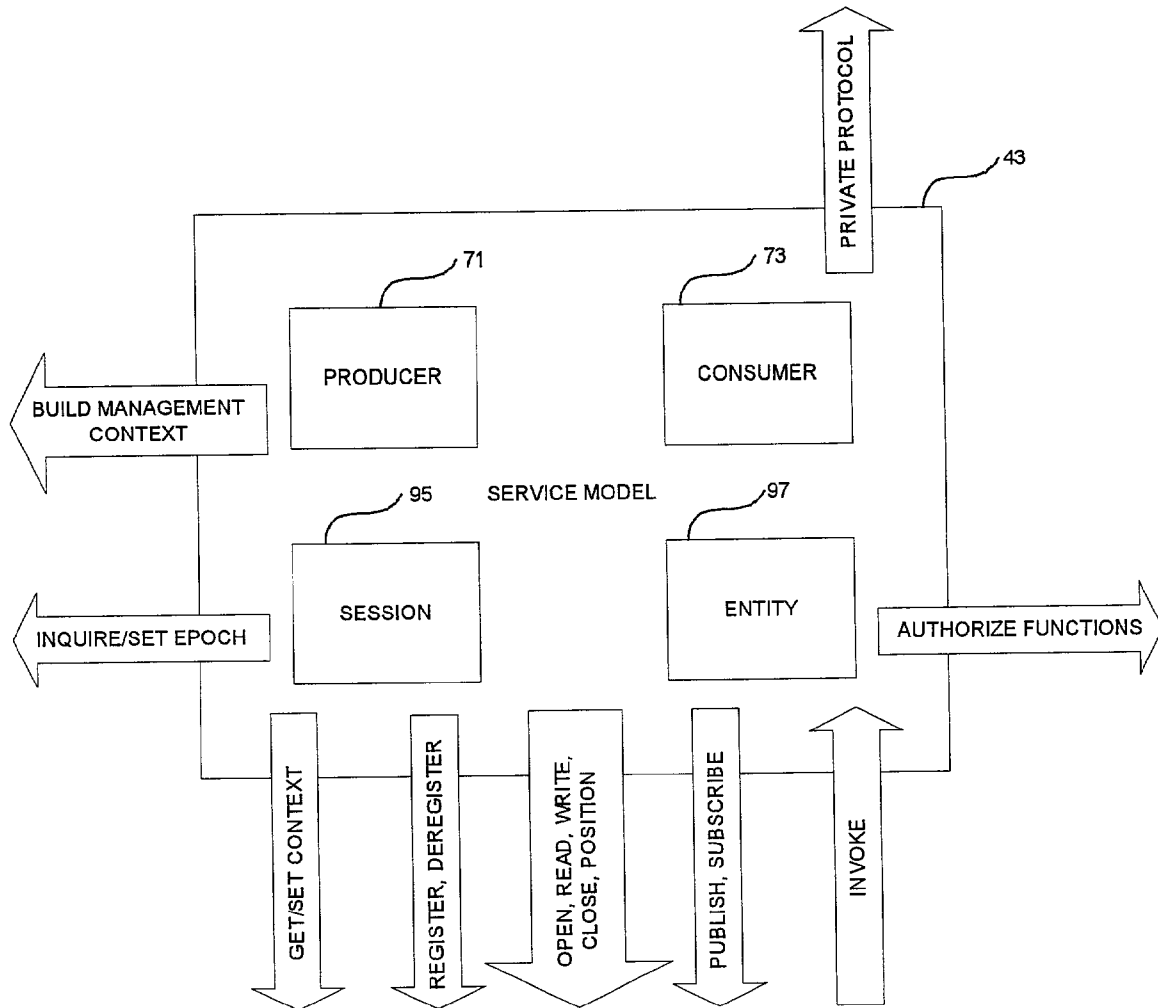 PRIVATE PROTOCOL
43
71
73
PRODUCER
CONSUMER
BUILD MANAGEMENT
CONTEXT
95
SERVICE MODEL
97
SESSION
ENTITY
INQUIRE/SET EPOCH
AUTHORIZE FUNCTIONS
GET/SET CONTEXT
REGISTER, DEREGISTER
OPEN, READ, WRITE,
CLOSE, POSITION
PUBLISH, SUBSCRIBE
INVOKE